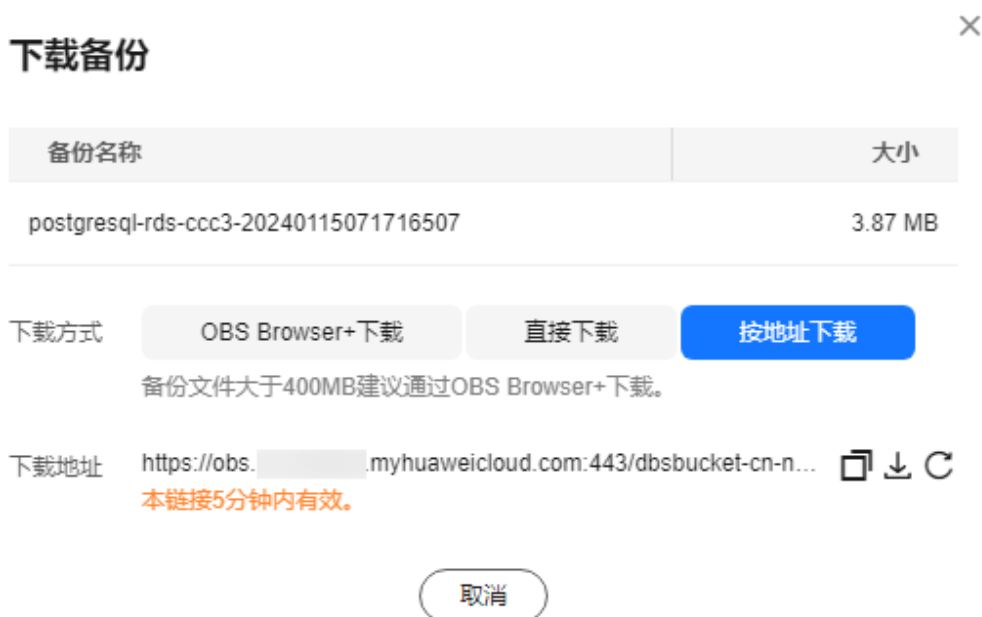 下载备份
备份名称 大小
postgresql-rds-ccc3-20240115071716507 3.87 MB
下载方式 OBS Browser+下载 直接下载 按地址下载
备份文件大于400MB建议通过OBS Browser+下载。
下载地址 https://obs. .myhuaweicloud.com:443/dbsbucket-cn-n...
本链接5分钟内有效。
取消